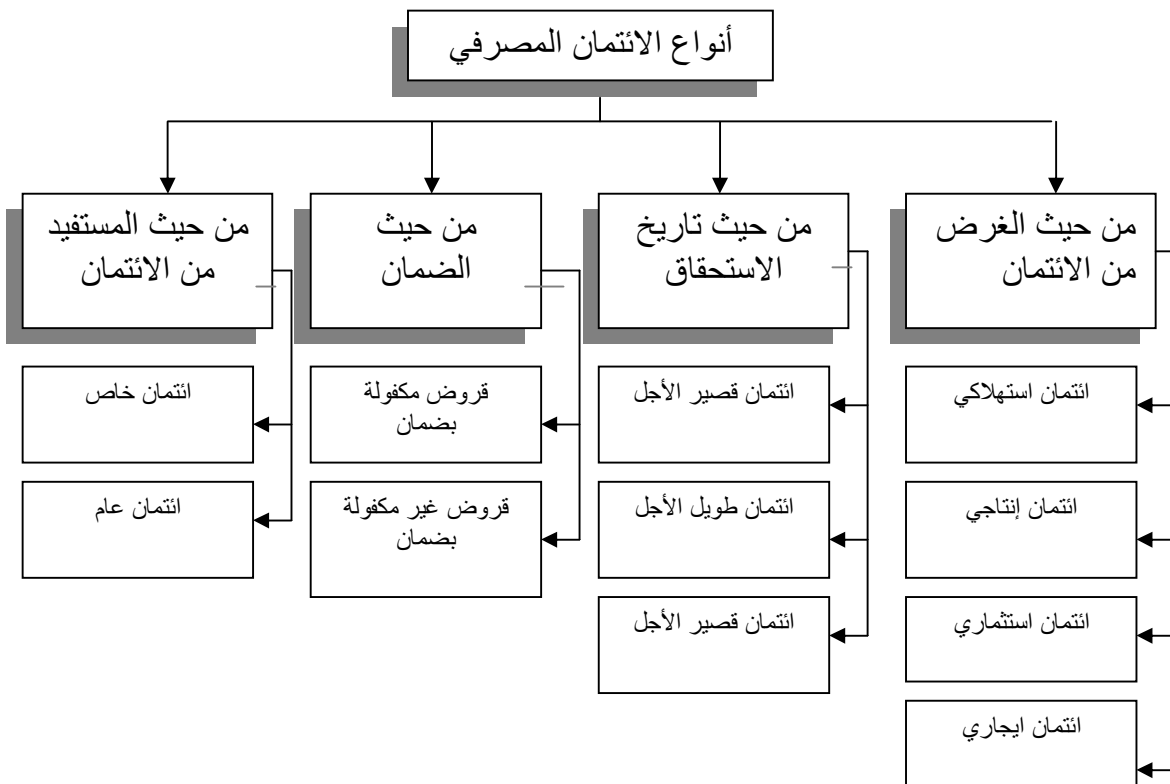 أنواع الائتمان المصرفي
من حيث الغرض
من الائتمان
من حيث تاريخ
الاستحقاق
من حيث
الضمان
من حيث المستفيد
من الائتمان
ائتمان استهلاكي
ائتمان إنتاجي
ائتمان استثماري
ائتمان ايجاري
ائتمان قصير الأجل
ائتمان طويل الأجل
ائتمان قصير الأجل
قروض مكفولة
بضمان
قروض غير مكفولة
بضمان
ائتمان خاص
ائتمان عام